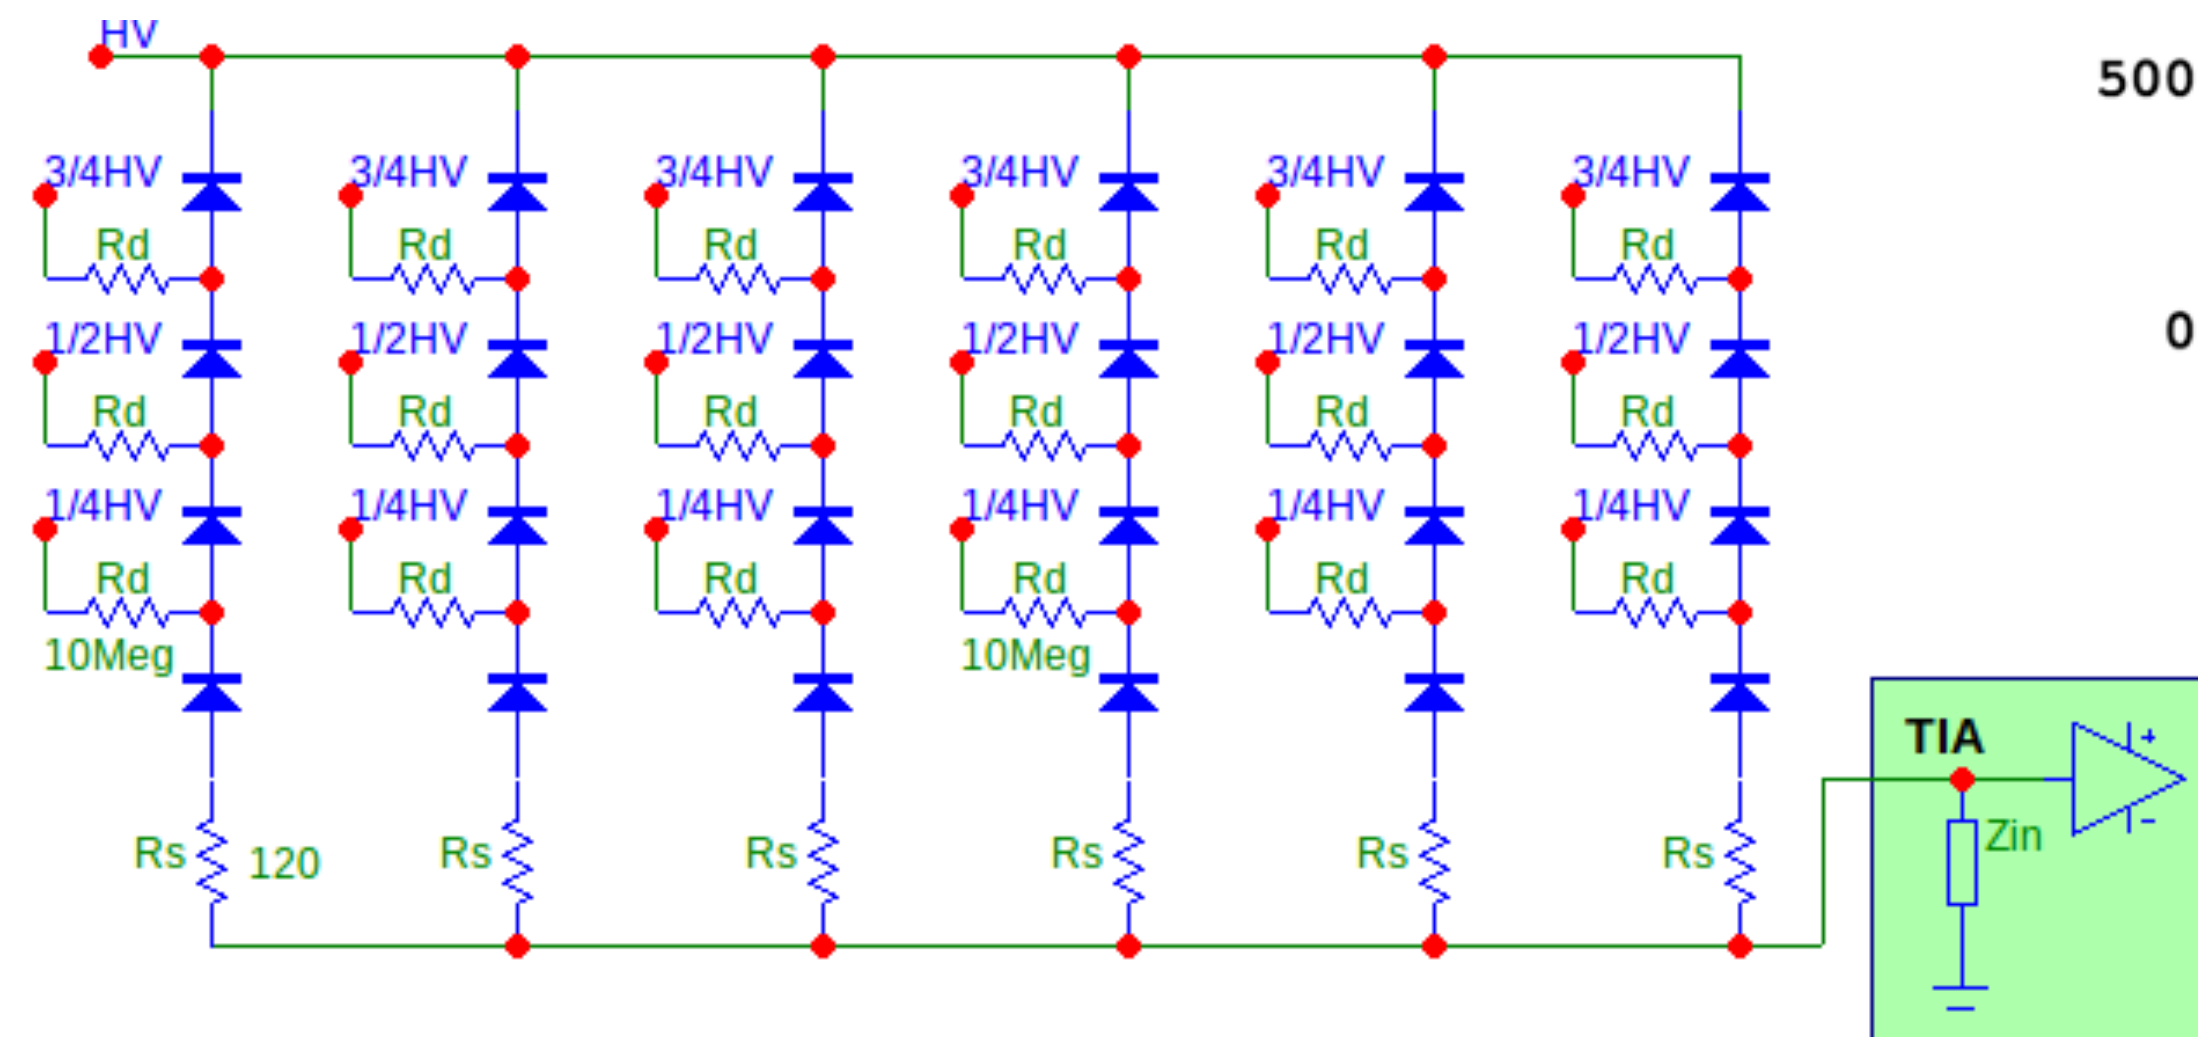 HV
500
3/4HV 3/4HV 3/4HV 3/4HV 3/4HV 3/4HV
Rd Rd Rd Rd Rd Rd
1/2HV 1/2HV 1/2HV 1/2HV 1/2HV 1/2HV
0
Rd Rd Rd Rd Rd Rd
1/4HV 1/4HV 1/4HV 1/4HV 1/4HV 1/4HV
Rd Rd Rd Rd Rd Rd
10Meg 10Meg
TIA
+
-
Zin
Rs 120 Rs Rs Rs Rs Rs